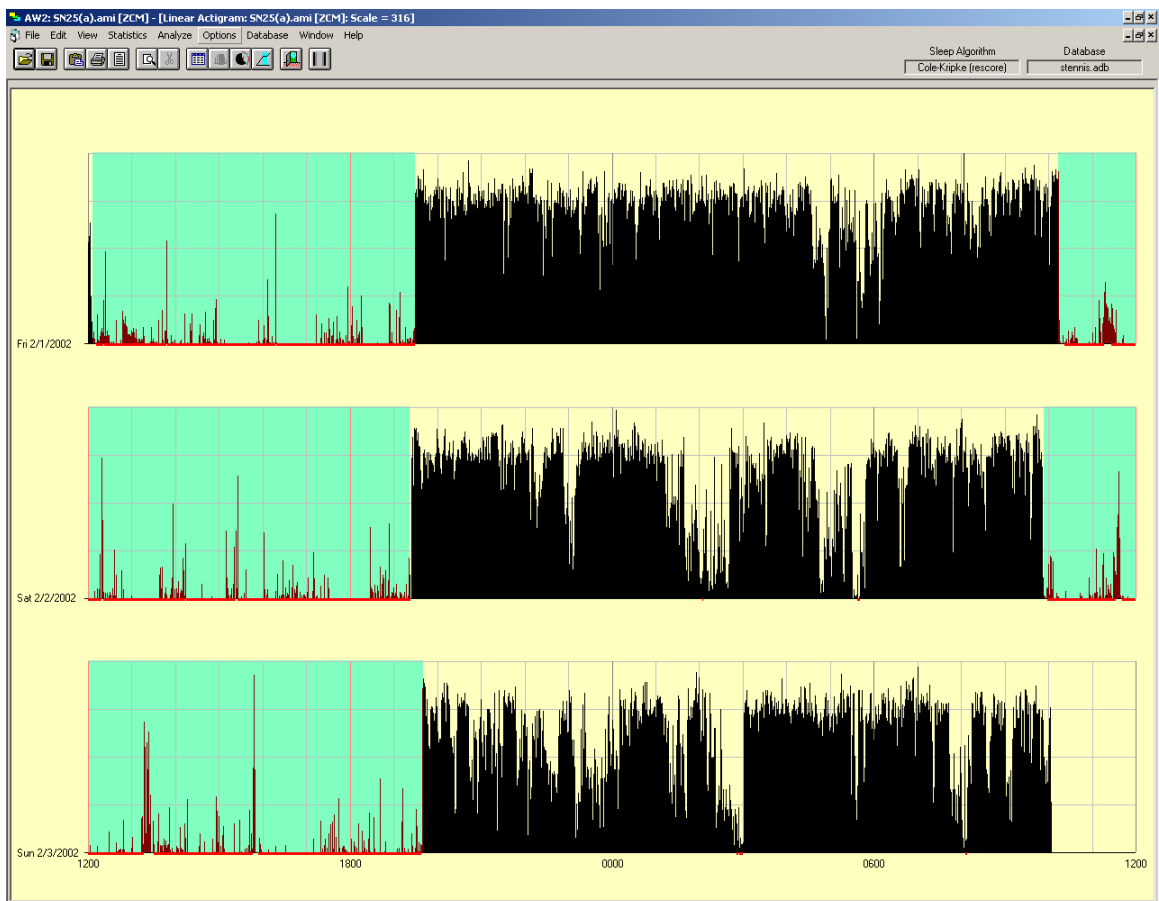 AW2: SN25(a).ami [ZCM] - [Linear Actigram: SN25(a).ami [ZCM]: Scale = 316]
File Edit View Statistics Analyze Options Database Window Help
Sleep Algorithm Database
Cole-Kripke (rescore) stennis.adb
Fri 2/1/2002
Sat 2/2/2002
Sun 2/3/2002
1200 1800 0000 0600 1200